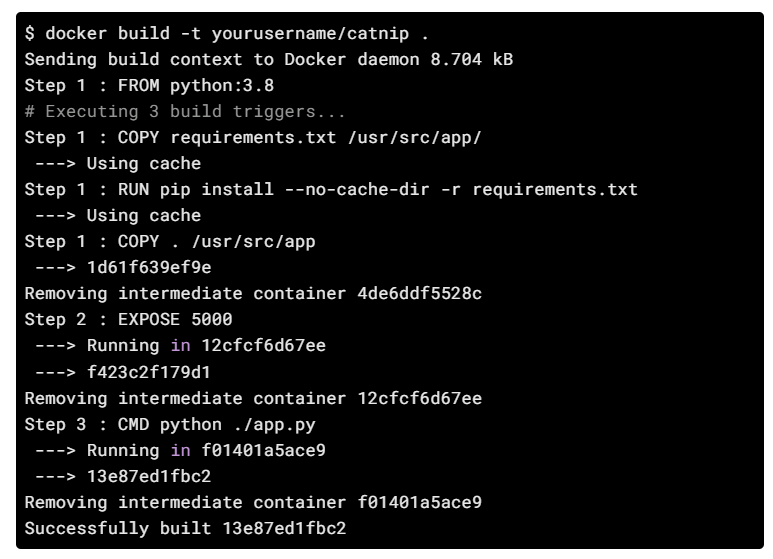 $ docker build -t yourusername/catnip .
Sending build context to Docker daemon 8.704 kB
Step 1 : FROM python:3.8
# Executing 3 build triggers...
Step 1 : COPY requirements.txt /usr/src/app/
 ---> Using cache
Step 1 : RUN pip install --no-cache-dir -r requirements.txt
 ---> Using cache
Step 1 : COPY . /usr/src/app
 ---> 1d61f639ef9e
Removing intermediate container 4de6ddf5528c
Step 2 : EXPOSE 5000
 ---> Running in 12cfcf6d67ee
 ---> f423c2f179d1
Removing intermediate container 12cfcf6d67ee
Step 3 : CMD python ./app.py
 ---> Running in f01401a5ace9
 ---> 13e87ed1fbc2
Removing intermediate container f01401a5ace9
Successfully built 13e87ed1fbc2